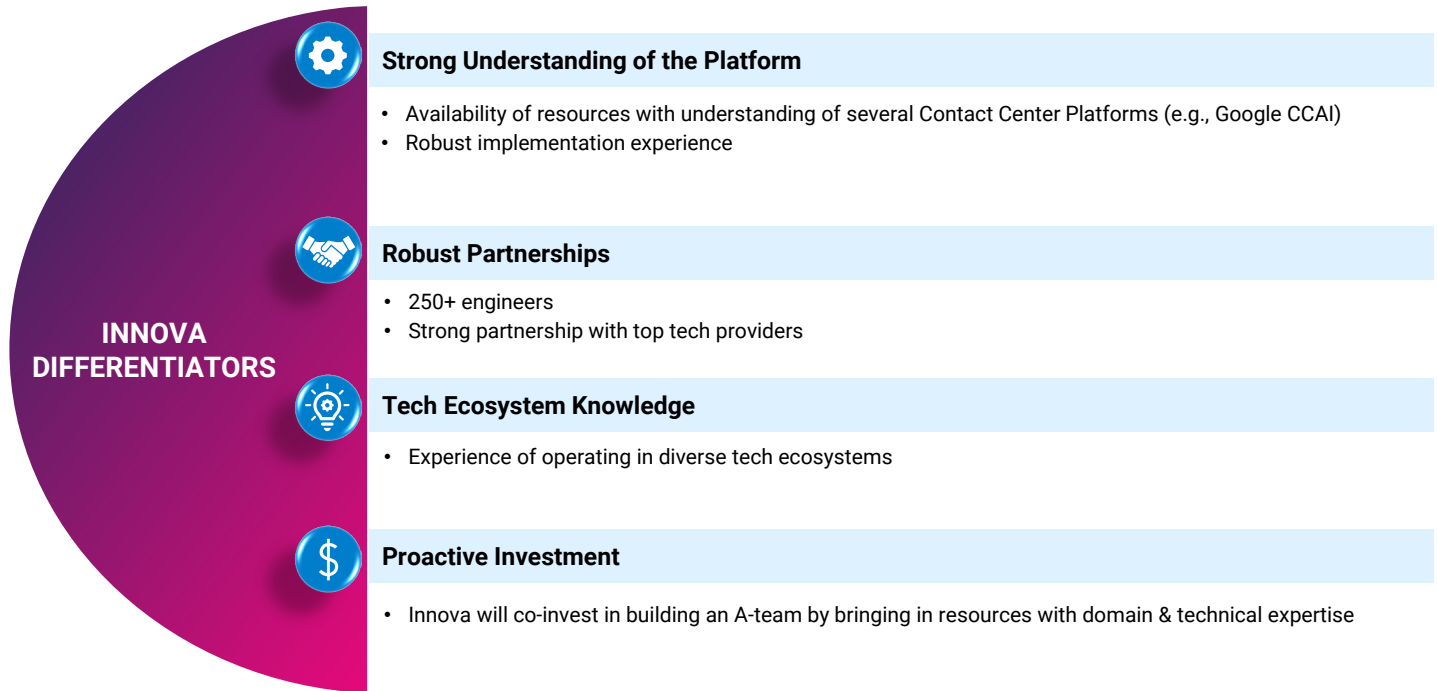 INNOVA
DIFFERENTIATORS
Strong Understanding of the Platform
• Availability of resources with understanding of several Contact Center Platforms (e.g., Google CCAI)
• Robust implementation experience
Robust Partnerships
• 250+ engineers
• Strong partnership with top tech providers
Tech Ecosystem Knowledge
• Experience of operating in diverse tech ecosystems
$
Proactive Investment
• Innova will co-invest in building an A-team by bringing in resources with domain & technical expertise